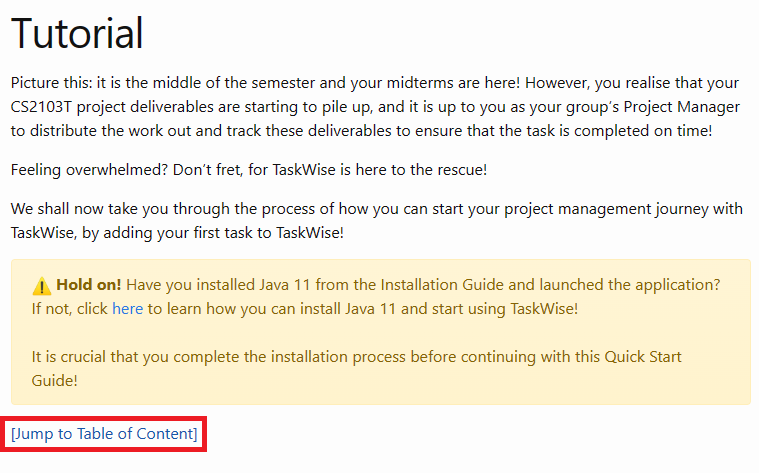 Tutorial
Picture this: it is the middle of the semester and your midterms are here! However, you realise that your
CS2103T project deliverables are starting to pile up, and it is up to you as your group's Project Manager
to distribute the work out and track these deliverables to ensure that the task is completed on time!
Feeling overwhelmed? Don't fret, for TaskWise is here to the rescue!
We shall now take you through the process of how you can start your project management journey with
TaskWise, by adding your first task to TaskWise!
⚠️ Hold on! Have you installed Java 11 from the Installation Guide and launched the application?
If not, click here to learn how you can install Java 11 and start using TaskWise!
It is crucial that you complete the installation process before continuing with this Quick Start
Guide!
[Jump to Table of Content]